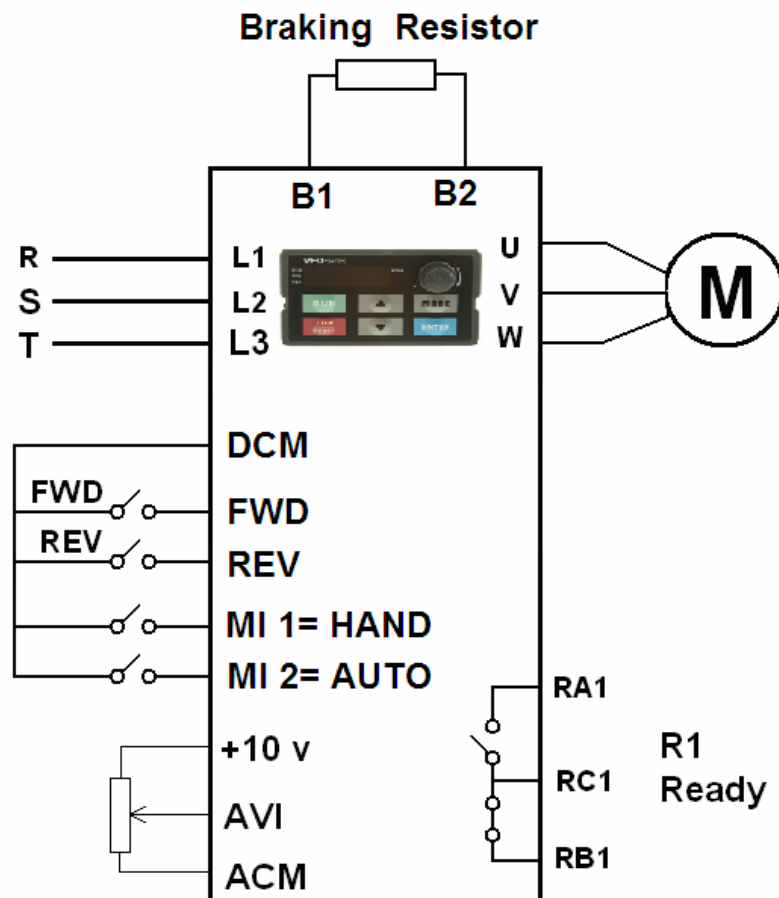 Braking Resistor
B1 B2
R L1 U
S L2 V
T L3 W
M
RUN MODE
STOP
RESET ENTER
DCM
FWD FWD
REV REV
MI 1= HAND
MI 2= AUTO
+10 v
AVI
ACM
RA1
RC1
RB1
R1
Ready